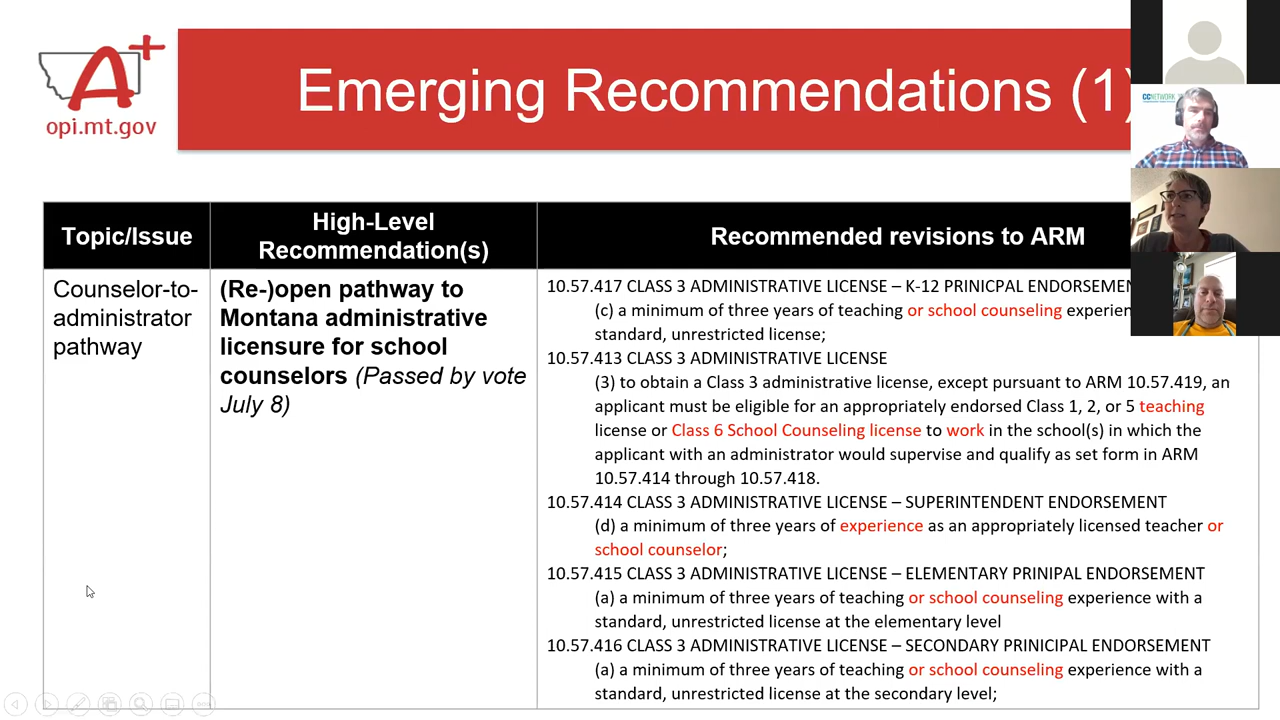 opi.mt.gov
Emerging Recommendations (1)
CCNETWORK
Topic/Issue
High-Level
Recommendation(s)
Recommended revisions to ARM
Counselor-to-
administrator
pathway
(Re-)open pathway to
Montana administrative
licensure for school
counselors (Passed by vote
July 8)
10.57.417 CLASS 3 ADMINISTRATIVE LICENSE – K-12 PRINICPAL
(c) a minimum of three years of teaching or school counseling
standard, unrestricted license;
10.57.413 CLASS 3 ADMINISTRATIVE LICENSE
(3) to obtain a Class 3 administrative license, except pursuant to ARM 10.57.419, an
applicant must be eligible for an appropriately endorsed Class 1, 2, or 5 teaching
license or Class 6 School Counseling license to work in the school(s) in which the
applicant with an administrator would supervise and qualify as set form in ARM
10.57.414 through 10.57.418.
10.57.414 CLASS 3 ADMINISTRATIVE LICENSE – SUPERINTENDENT ENDORSEMENT
(d) a minimum of three years of experience as an appropriately licensed teacher or
school counselor;
10.57.415 CLASS 3 ADMINISTRATIVE LICENSE – ELEMENTARY PRINIPAL ENDORSEMENT
(a) a minimum of three years of teaching or school counseling experience with a
standard, unrestricted license at the elementary level
10.57.416 CLASS 3 ADMINISTRATIVE LICENSE – SECONDARY PRINICIPAL ENDORSEMENT
(a) a minimum of three years of teaching or school counseling experience with a
standard, unrestricted license at the secondary level;